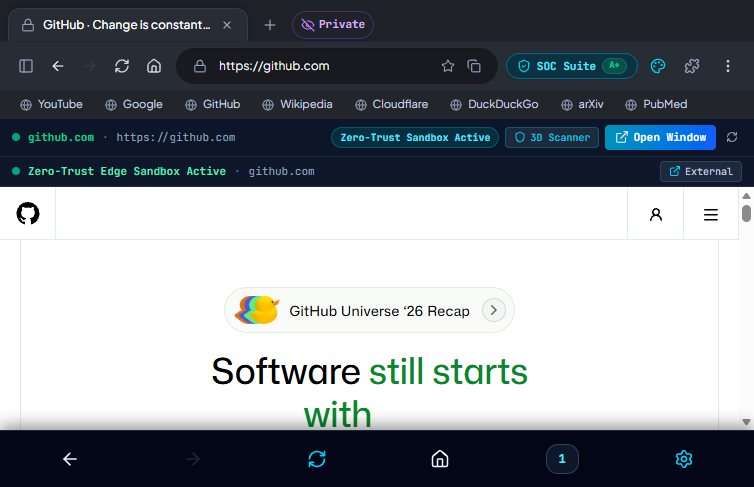 GitHub · Change is constant...
Private
https://github.com
SOC Suite A+
YouTube Google GitHub Wikipedia Cloudflare DuckDuckGo arXiv PubMed
github.com · https://github.com Zero-Trust Sandbox Active 3D Scanner Open Window
Zero-Trust Edge Sandbox Active · github.com External
GitHub Universe ‘26 Recap
Software still starts
with
1